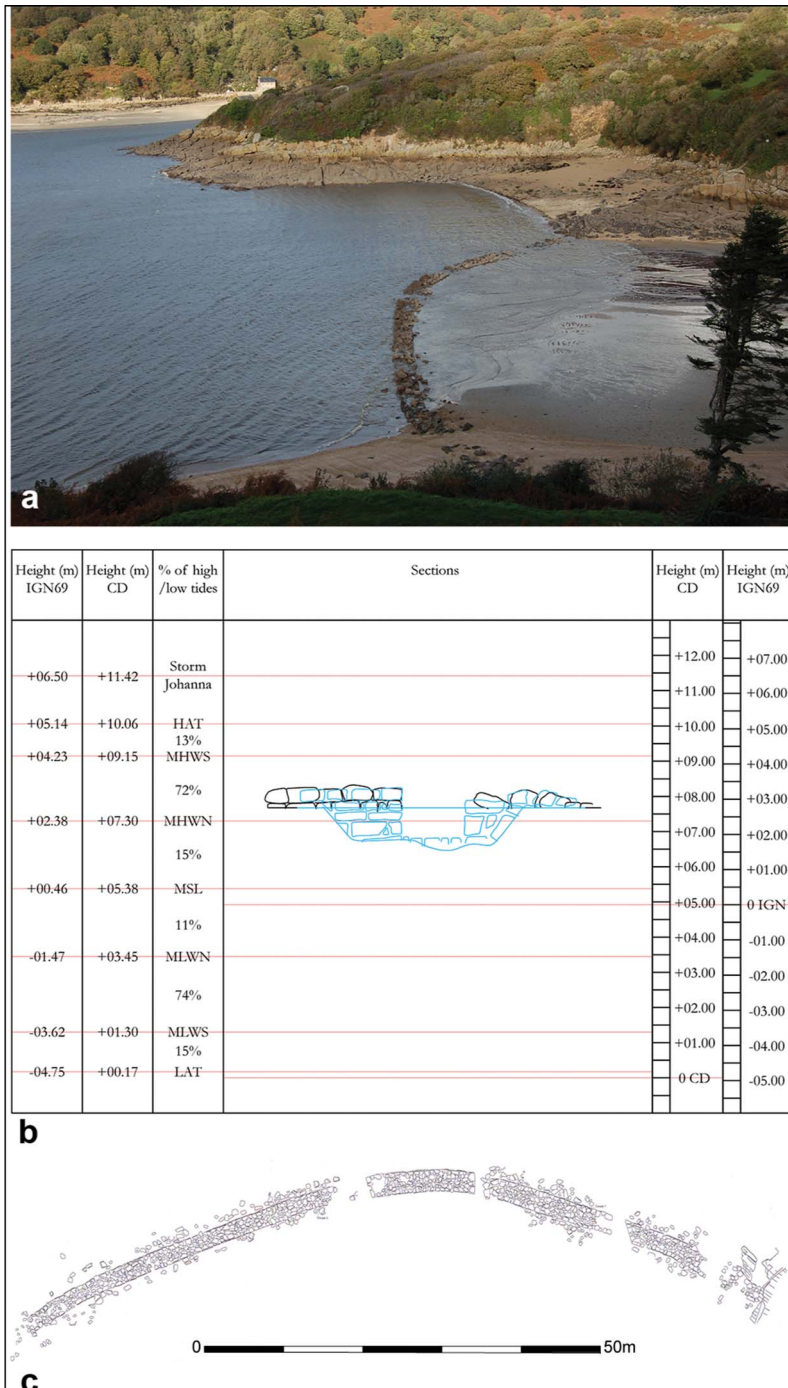 a
Height (m) Height (m) % of high Sections Height (m) Height (m)
IGN69 CD /low tides CD IGN69
+06.50 +11.42 Storm
Johanna
+05.14 +10.06 HAT
13%
+04.23 +09.15 MHWS
72%
+02.38 +07.30 MHWN
15%
+00.46 +05.38 MSL
11%
-01.47 +03.45 MLWN
74%
-03.62 +01.30 MLWS
15%
-04.75 +00.17 LAT
+12.00
+11.00
+10.00
+09.00
+08.00
+07.00
+06.00
+05.00
+04.00
+03.00
+02.00
+01.00
0 CD
+07.00
+06.00
+05.00
+04.00
+03.00
+02.00
+01.00
0 IGN
-01.00
-02.00
-03.00
-04.00
-05.00
b
0 50m
c